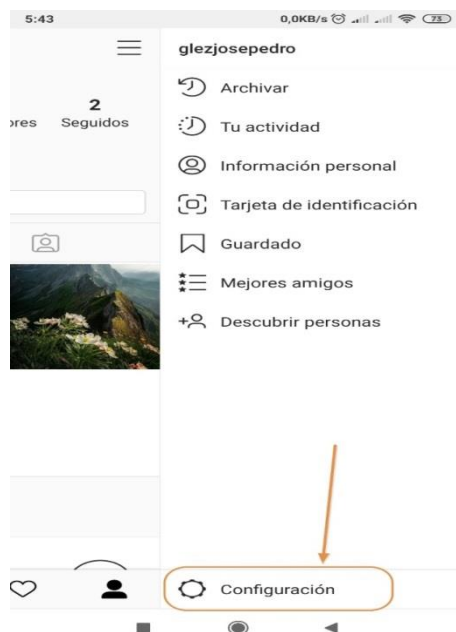 5:43 0,0KB/s 73
glezjosepedro
2
ores Seguidos
Archivar
Tu actividad
Información personal
Tarjeta de identificación
Guardado
Mejores amigos
Descubrir personas
Configuración